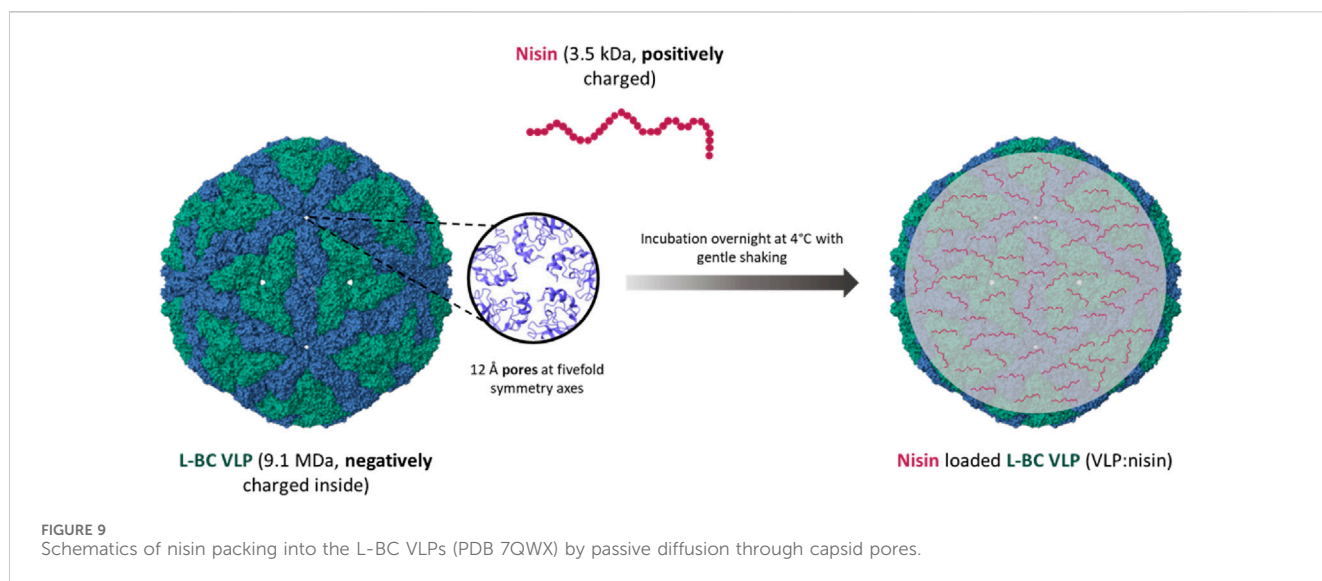 Nisin (3.5 kDa, positively
charged)
Incubation overnight at 4°C with
gentle shaking
12 Å pores at fivefold
symmetry axes
L-BC VLP (9.1 MDa, negatively
charged inside)
Nisin loaded L-BC VLP (VLP:nisin)
FIGURE 9
Schematics of nisin packing into the L-BC VLPs (PDB 7QWX) by passive diffusion through capsid pores.